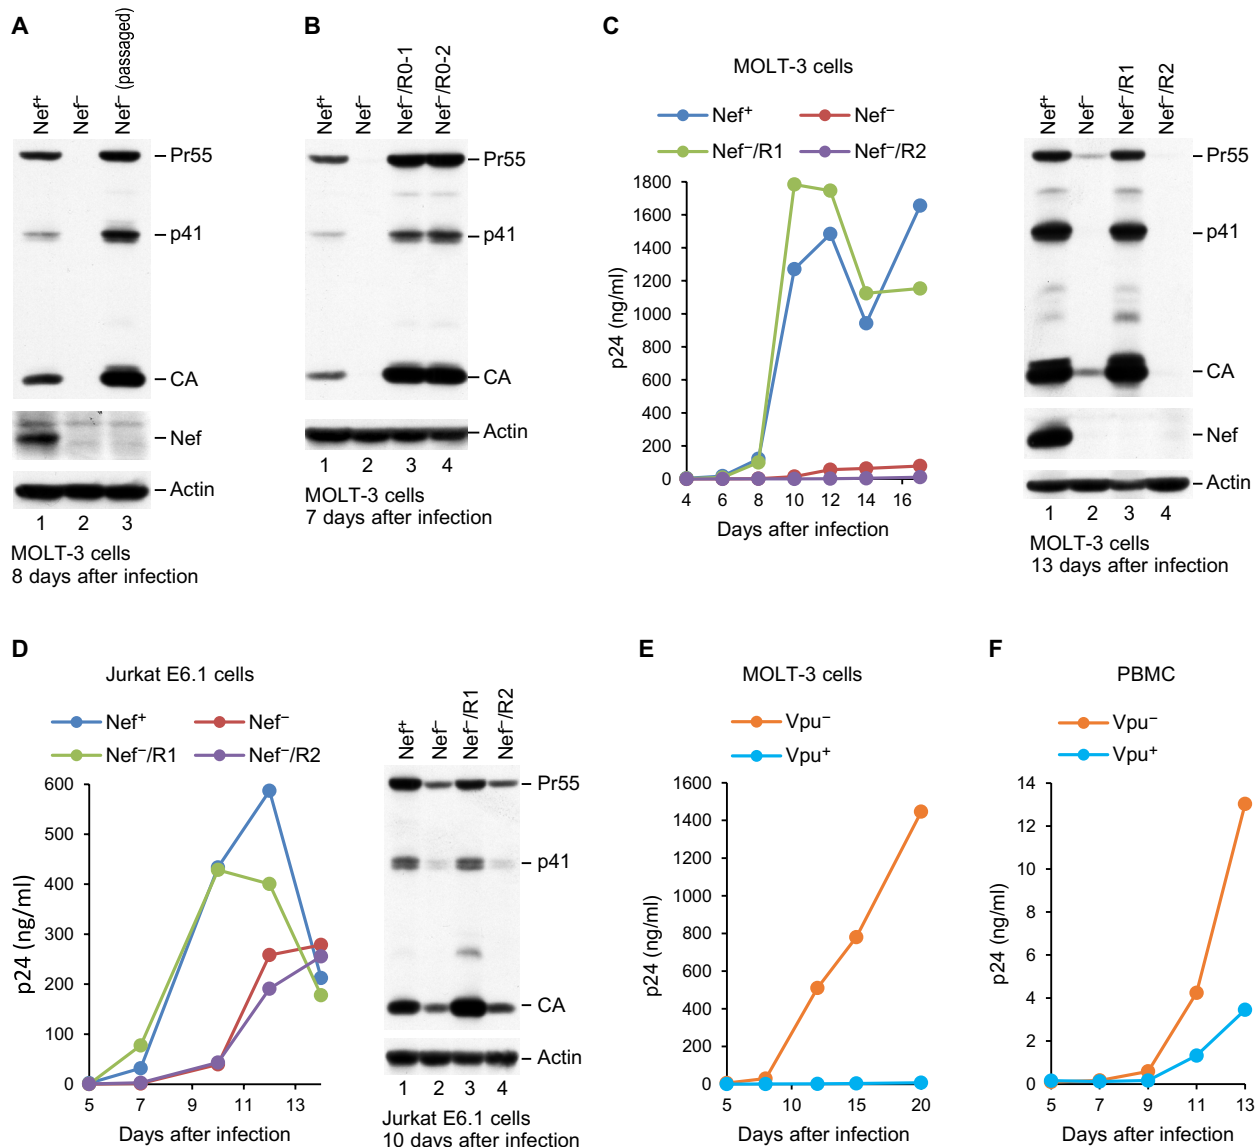 A
Nef⁺
Nef⁻
Nef⁻ (passaged)
Pr55
p41
CA
Nef
Actin
1 2 3
MOLT-3 cells
8 days after infection
B
Nef⁺
Nef⁻
Nef⁻/R0-1
Nef⁻/R0-2
Pr55
p41
CA
Actin
1 2 3 4
MOLT-3 cells
7 days after infection
C
MOLT-3 cells
Nef⁺ Nef⁻
Nef⁻/R1 Nef⁻/R2
p24 (ng/ml)
1800
1600
1400
1200
1000
800
600
400
200
0
4 6 8 10 12 14 16
Days after infection
Nef⁺
Nef⁻
Nef⁻/R1
Nef⁻/R2
Pr55
p41
CA
Nef
Actin
1 2 3 4
MOLT-3 cells
13 days after infection
D
Jurkat E6.1 cells
Nef⁺ Nef⁻
Nef⁻/R1 Nef⁻/R2
p24 (ng/ml)
600
500
400
300
200
100
0
5 7 9 11 13
Days after infection
Nef⁺
Nef⁻
Nef⁻/R1
Nef⁻/R2
Pr55
p41
CA
Actin
1 2 3 4
Jurkat E6.1 cells
10 days after infection
E
MOLT-3 cells
Vpu⁻
Vpu⁺
p24 (ng/ml)
1600
1400
1200
1000
800
600
400
200
0
5 10 15 20
Days after infection
F
PBMC
Vpu⁻
Vpu⁺
p24 (ng/ml)
14
12
10
8
6
4
2
0
5 7 9 11 13
Days after infection